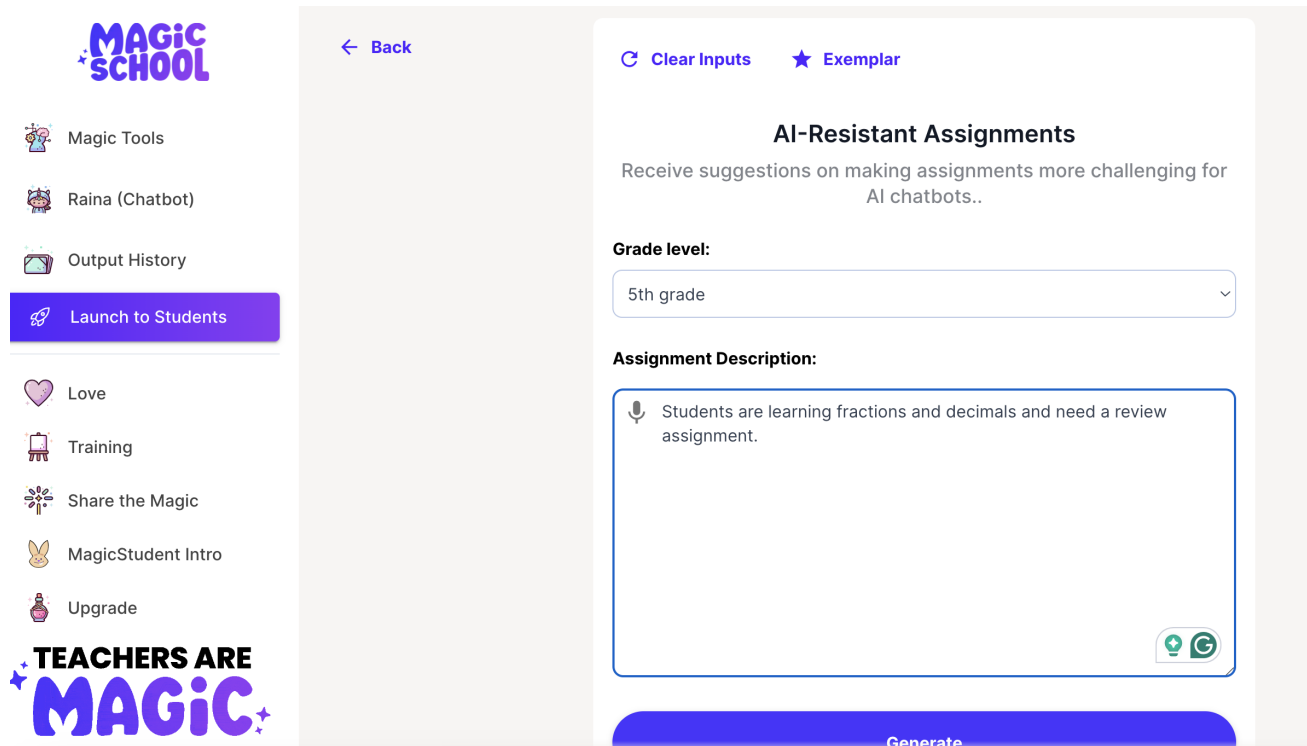 MAGiC
SCHOOL
Magic Tools
Raina (Chatbot)
Output History
Launch to Students
Love
Training
Share the Magic
MagicStudent Intro
Upgrade
TEACHERS ARE
MAGiC
Back
Clear Inputs
Exemplar
AI-Resistant Assignments
Receive suggestions on making assignments more challenging for
AI chatbots..
Grade level:
5th grade
Assignment Description:
Students are learning fractions and decimals and need a review
assignment.
Generate